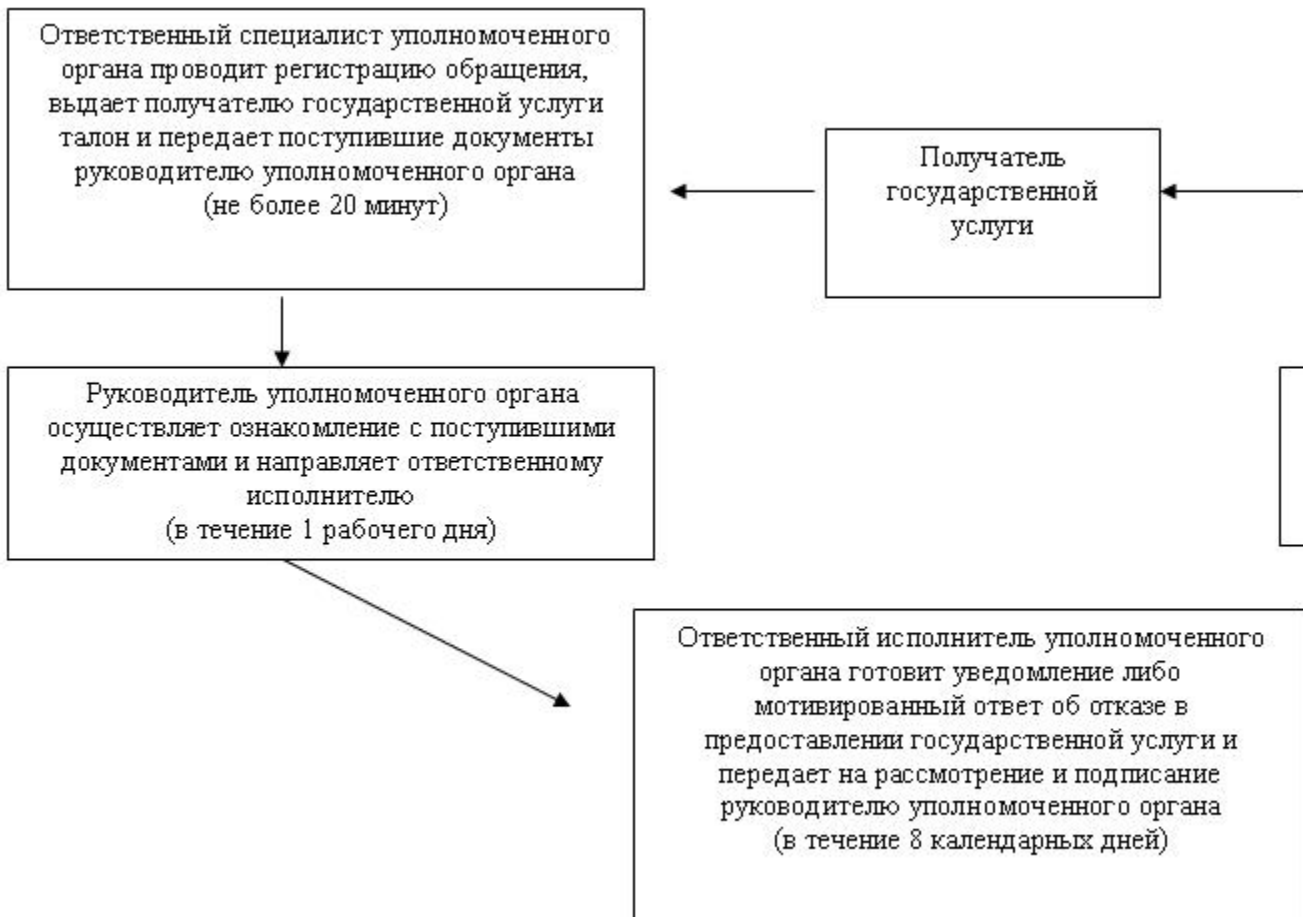 Ответственный специалист уполномоченного
органа проводит регистрацию обращения,
выдает получателю государственной услуги
талон и передает поступившие документы
руководителю уполномоченного органа
(не более 20 минут)
Получатель
государственной
услуги
Руководитель уполномоченного органа
осуществляет ознакомление с поступившими
документами и направляет ответственному
исполнителю
(в течение 1 рабочего дня)
Ответственный исполнитель уполномоченного
органа готовит уведомление либо
мотивированный ответ об отказе в
предоставлении государственной услуги и
передает на рассмотрение и подписание
руководителю уполномоченного органа
(в течение 8 календарных дней)